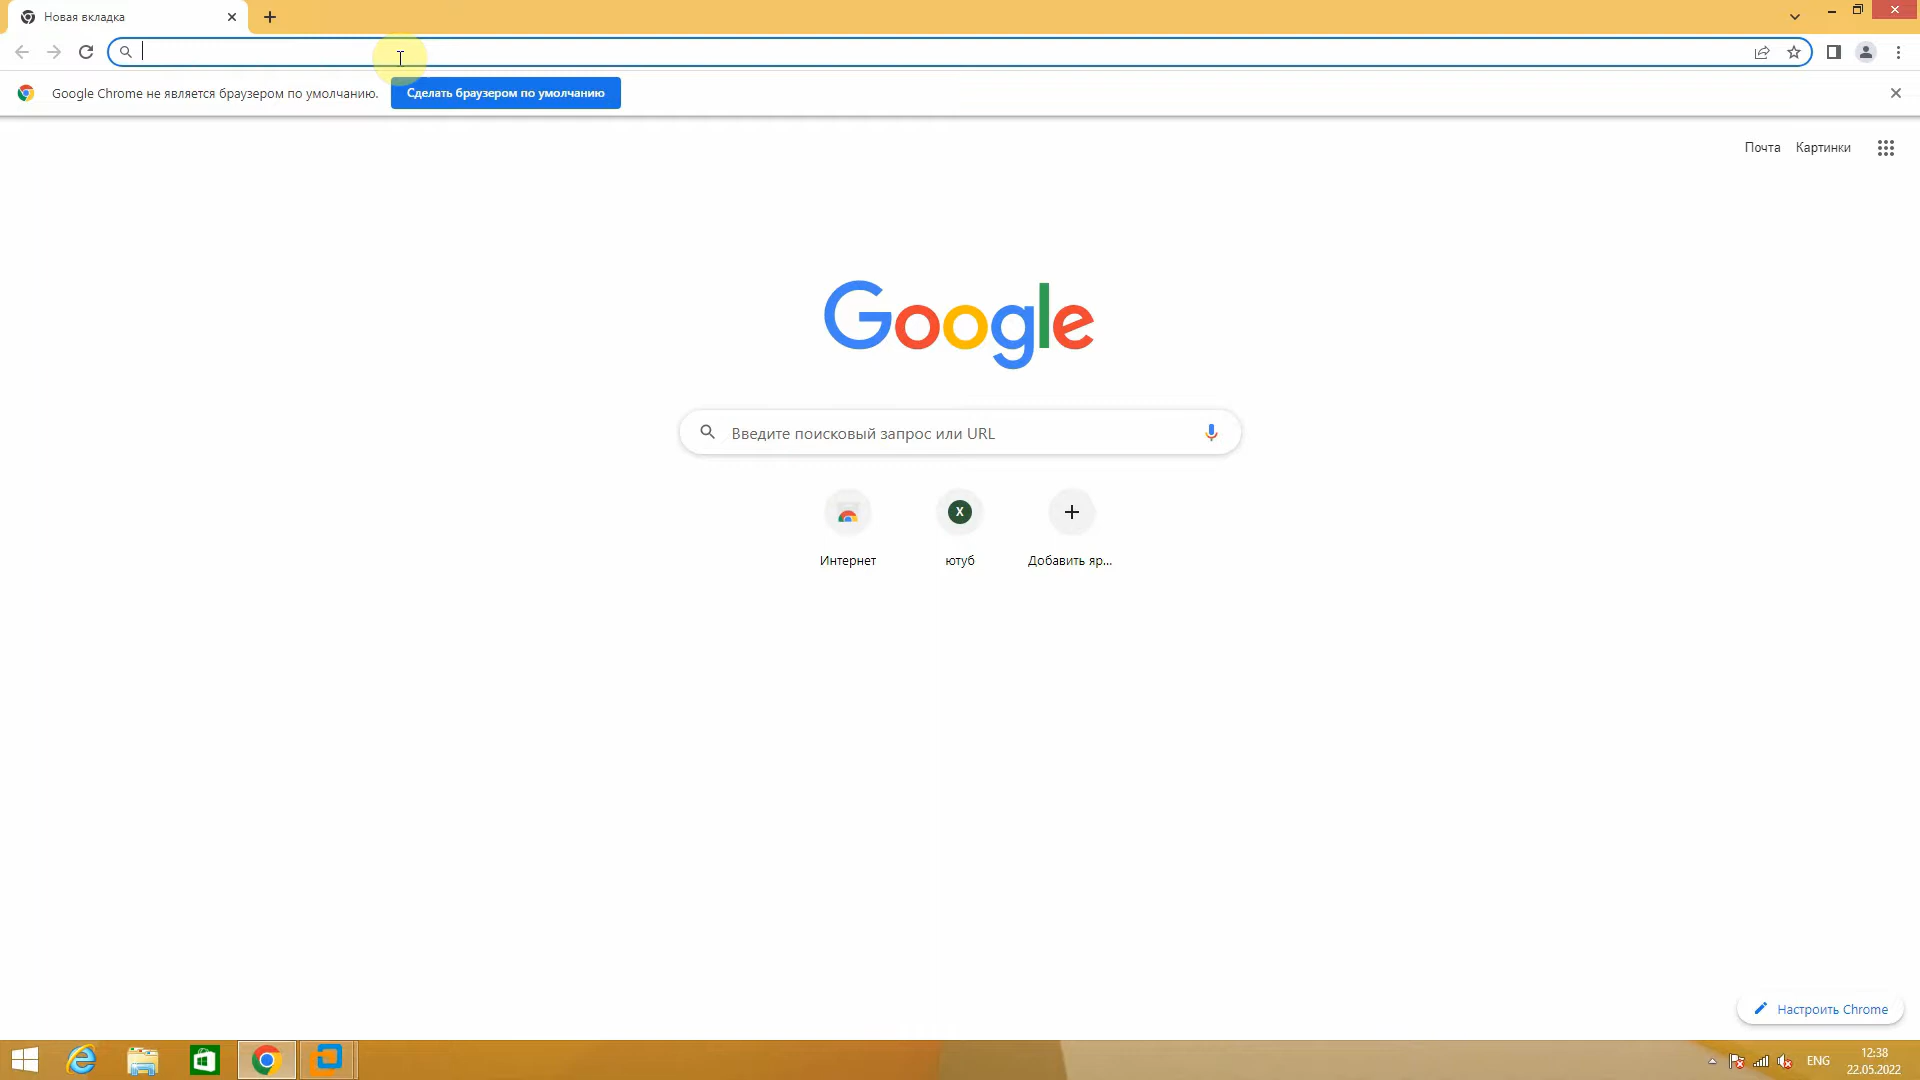 Новая вкладка
Google Chrome не является браузером по умолчанию. Сделать браузером по умолчанию
Почта Картинки
Google
Введите поисковый запрос или URL
X
Интернет ютуб Добавить яр...
Настроить Chrome
ENG
12:38
22.05.2022